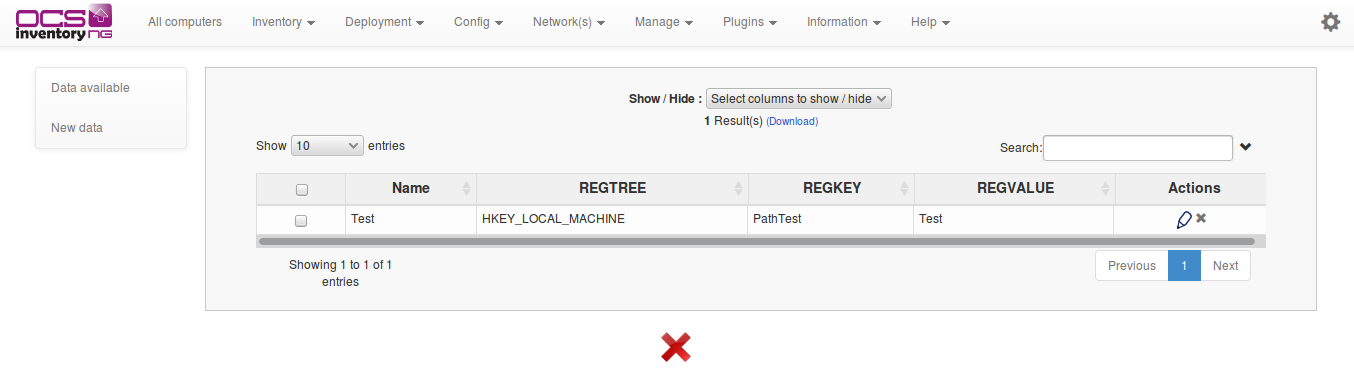 OCS
inventory NG
All computers Inventory Deployment Config Network(s) Manage Plugins Information Help
Data available
New data
Show / Hide : Select columns to show / hide
1 Result(s) (Download)
Show 10 entries
Search:
Name REGTREE REGKEY REGVALUE Actions
Test HKEY_LOCAL_MACHINE PathTest Test
Showing 1 to 1 of 1
entries
Previous 1 Next